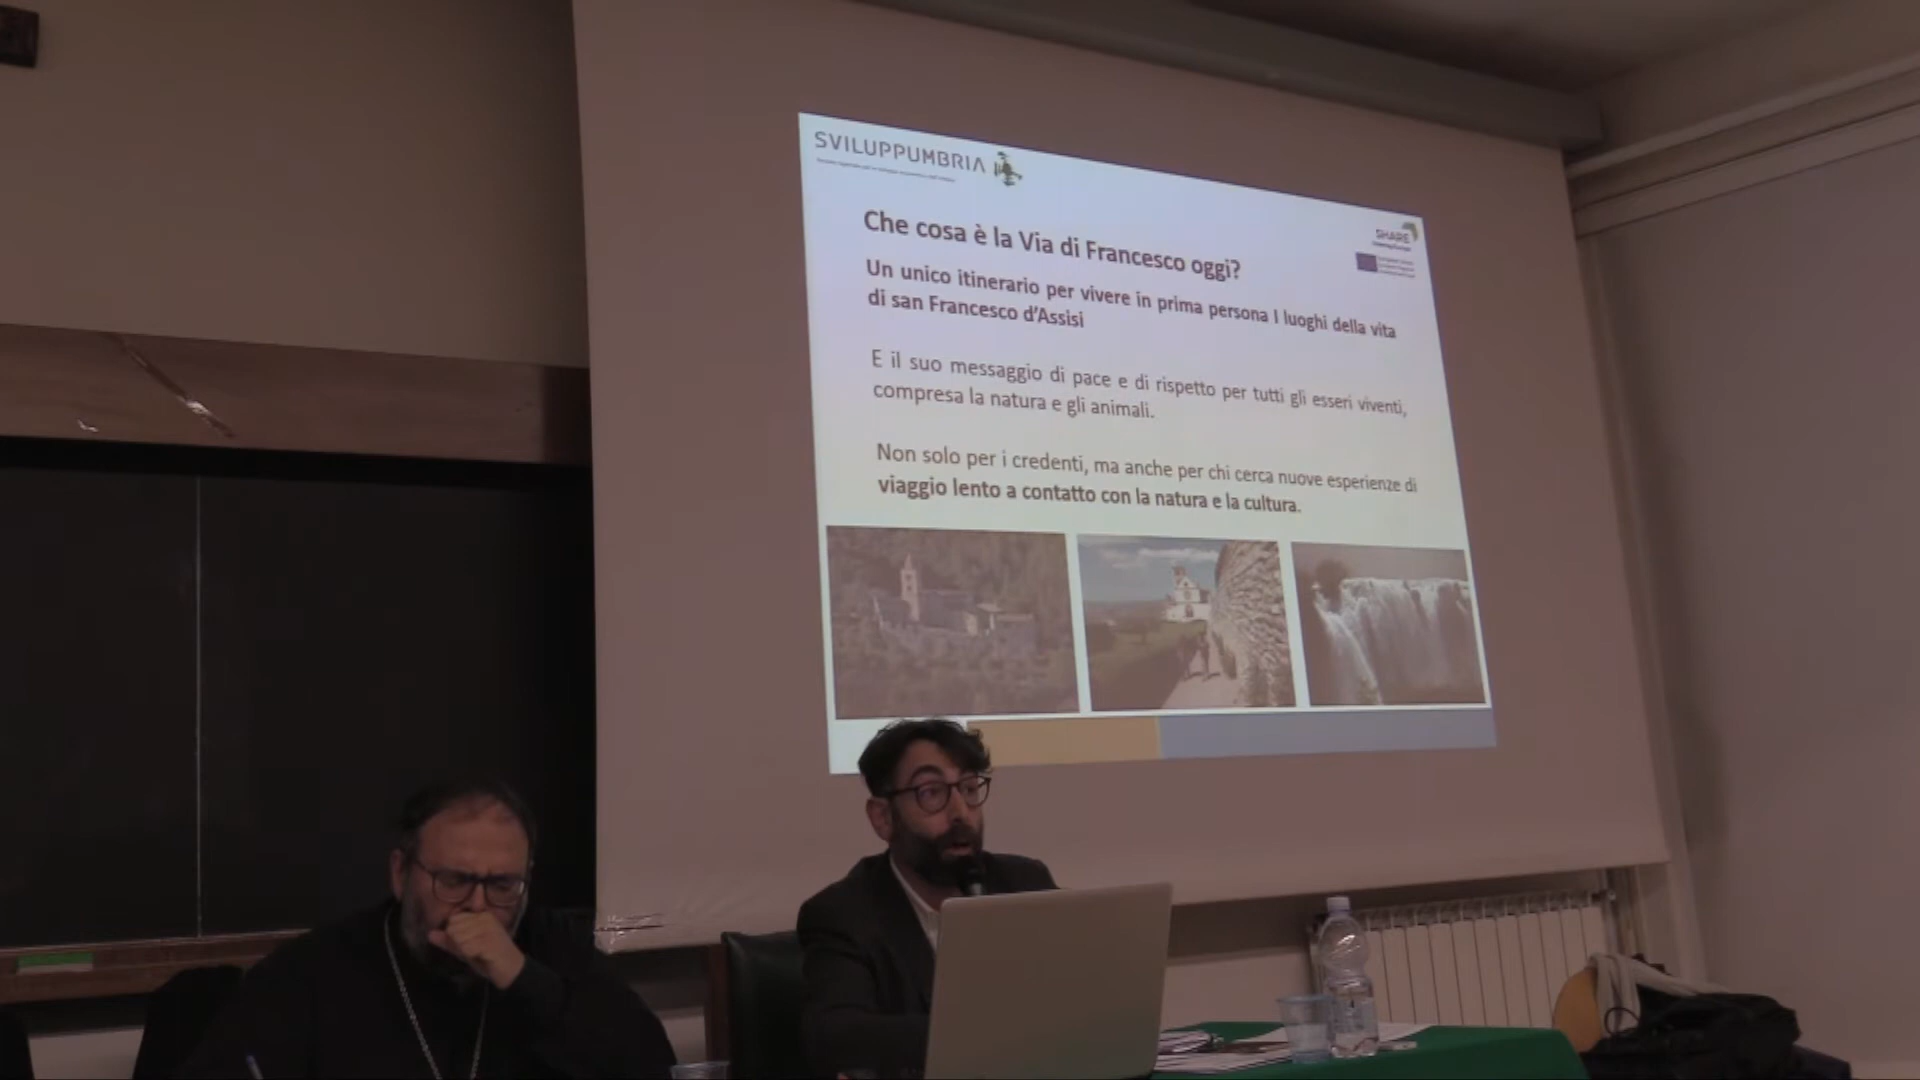 SVILUPPUMBRIA
SHARE
Che cosa è la Via di Francesco oggi?
Un unico itinerario per vivere in prima persona I luoghi della vita
di san Francesco d'Assisi
E il suo messaggio di pace e di rispetto per tutti gli esseri viventi,
compresa la natura e gli animali.
Non solo per i credenti, ma anche per chi cerca nuove esperienze di
viaggio lento a contatto con la natura e la cultura.